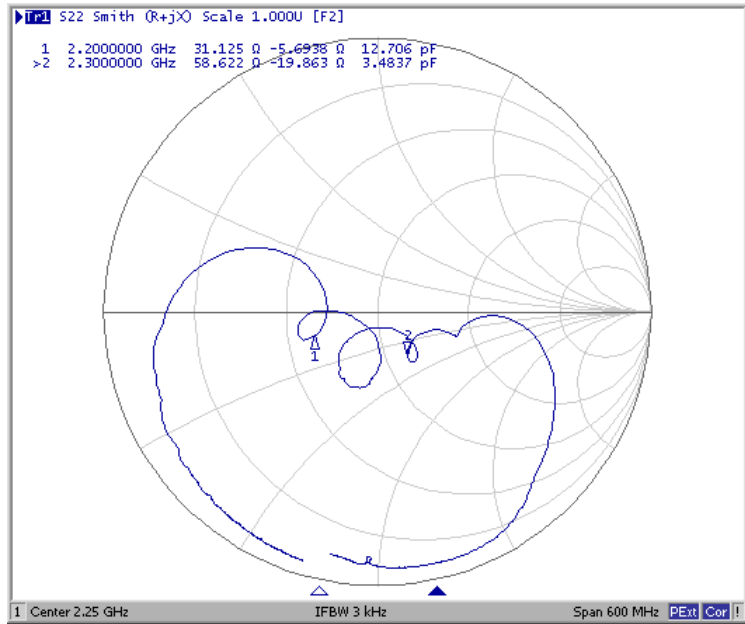 Tr1 S22 Smith (R+jX) Scale 1.000U [F2]
1 2.2000000 GHz 31.125 Ω -5.6938 Ω 12.706 pF
>2 2.3000000 GHz 58.622 Ω -19.863 Ω 3.4837 pF
2
1
1 Center 2.25 GHz IFBW 3 kHz Span 600 MHz PExt Cor !